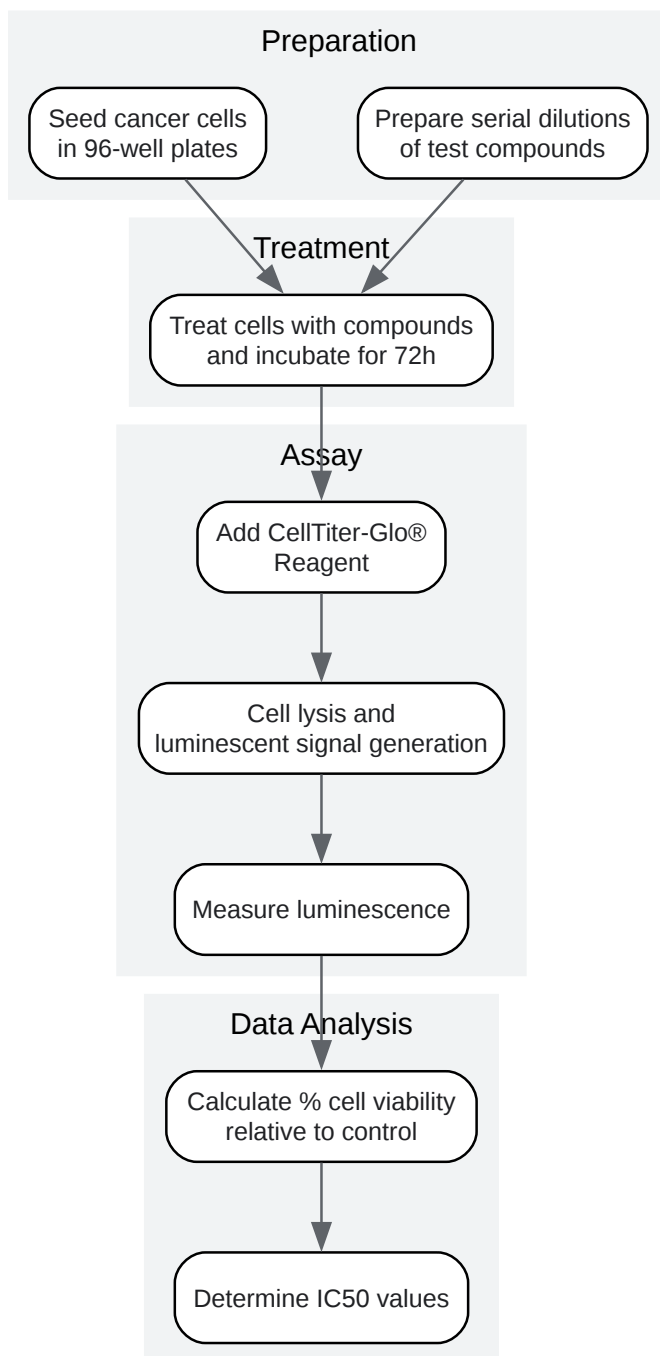 Preparation
Seed cancer cells
in 96-well plates
Prepare serial dilutions
of test compounds
Treatment
Treat cells with compounds
and incubate for 72h
Assay
Add CellTiter-Glo®
Reagent
Cell lysis and
luminescent signal generation
Measure luminescence
Data Analysis
Calculate % cell viability
relative to control
Determine IC50 values